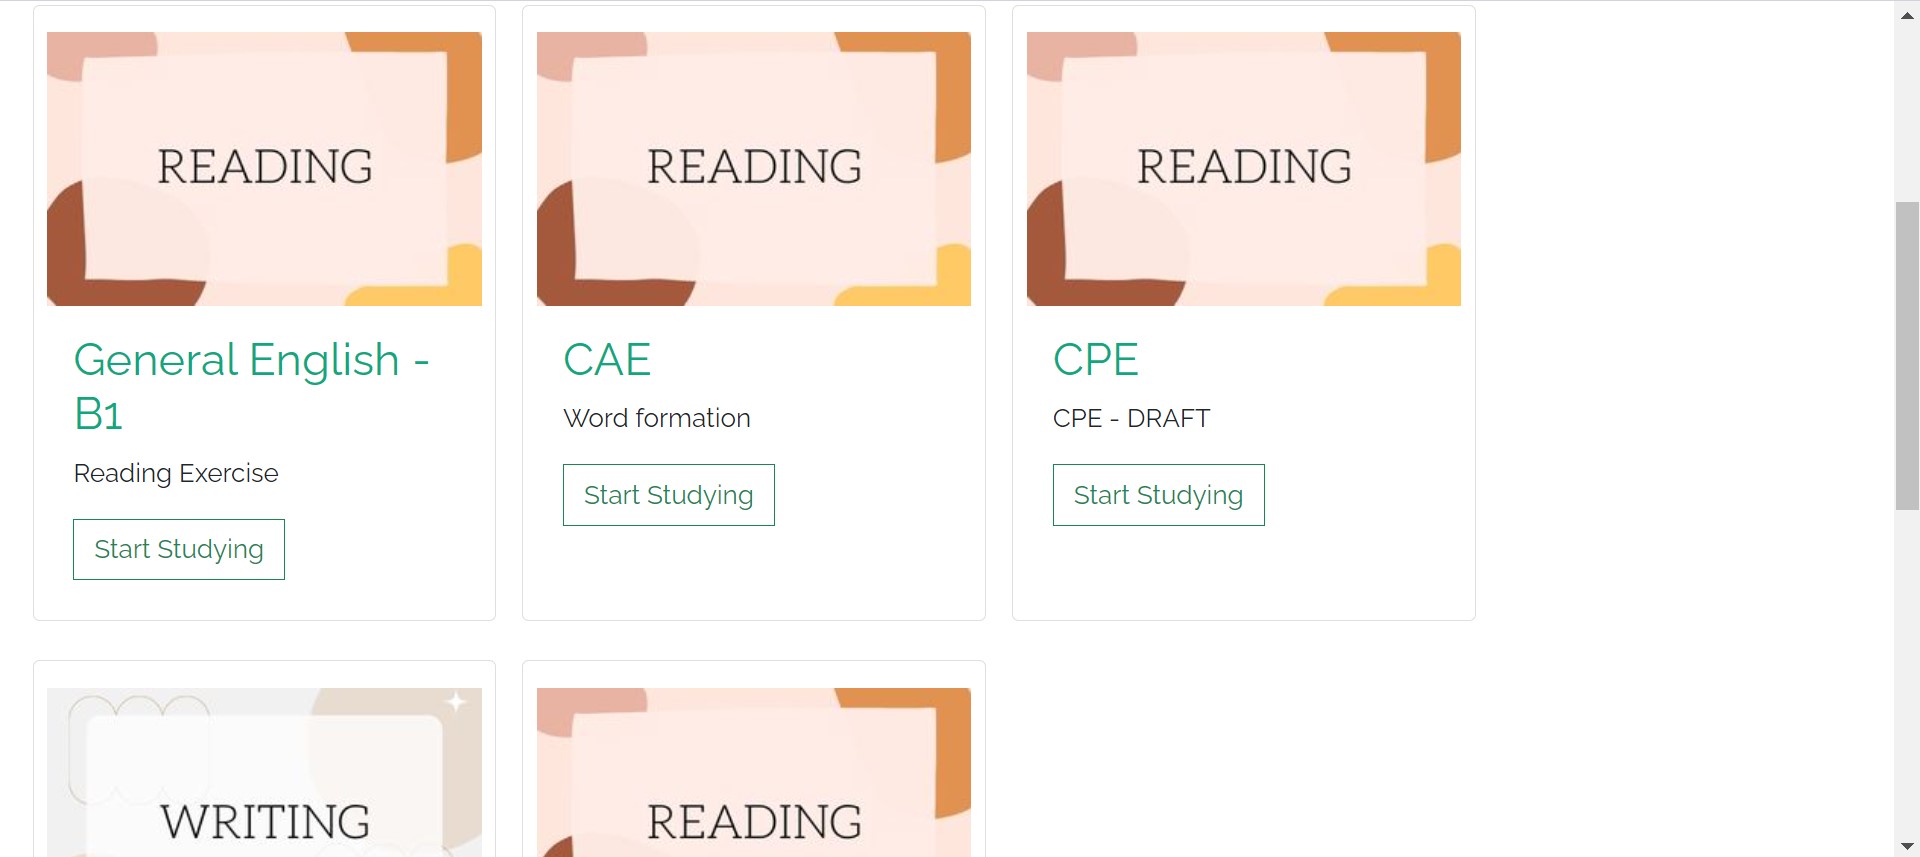 READING
General English -
B1
Reading Exercise
Start Studying
READING
CAE
Word formation
Start Studying
READING
CPE
CPE - DRAFT
Start Studying
WRITING
READING